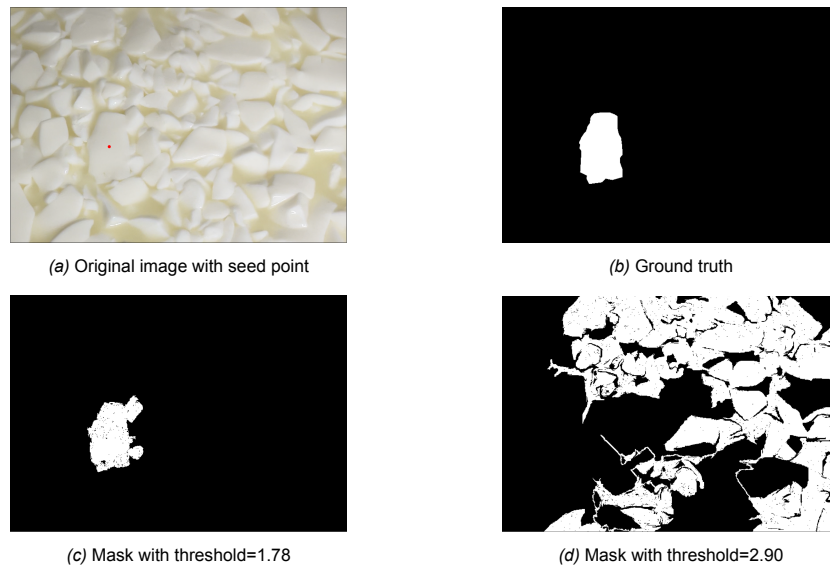 (a) Original image with seed point
(b) Ground truth
(c) Mask with threshold=1.78
(d) Mask with threshold=2.90